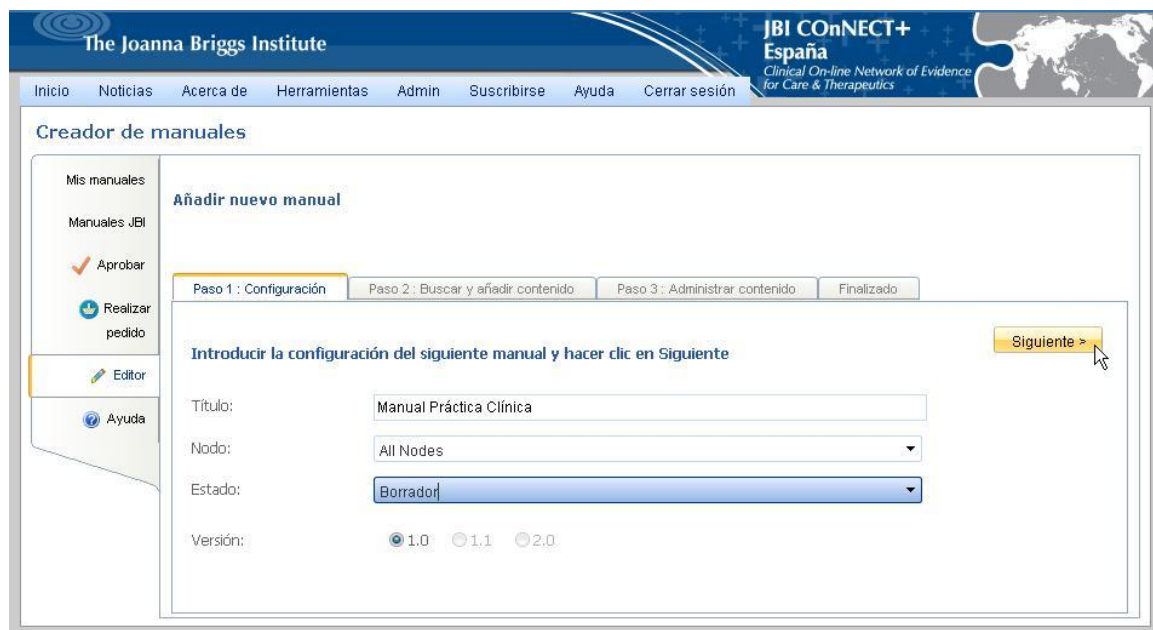 The Joanna Briggs Institute
JBI COnNECT+
España
Clinical On-line Network of Evidence
for Care & Therapeutics
Inicio Noticias Acerca de Herramientas Admin Suscribirse Ayuda Cerrar sesión
Creador de manuales
Mis manuales
Manuales JBI
Aprobar
Realizar
pedido
Editor
Ayuda
Añadir nuevo manual
Paso 1 : Configuración Paso 2 : Buscar y añadir contenido Paso 3 : Administrar contenido Finalizado
Introducir la configuración del siguiente manual y hacer clic en Siguiente
Siguiente >
Título: Manual Práctica Clínica
Nodo: All Nodes
Estado: Borrador
Versión: 1.0 1.1 2.0